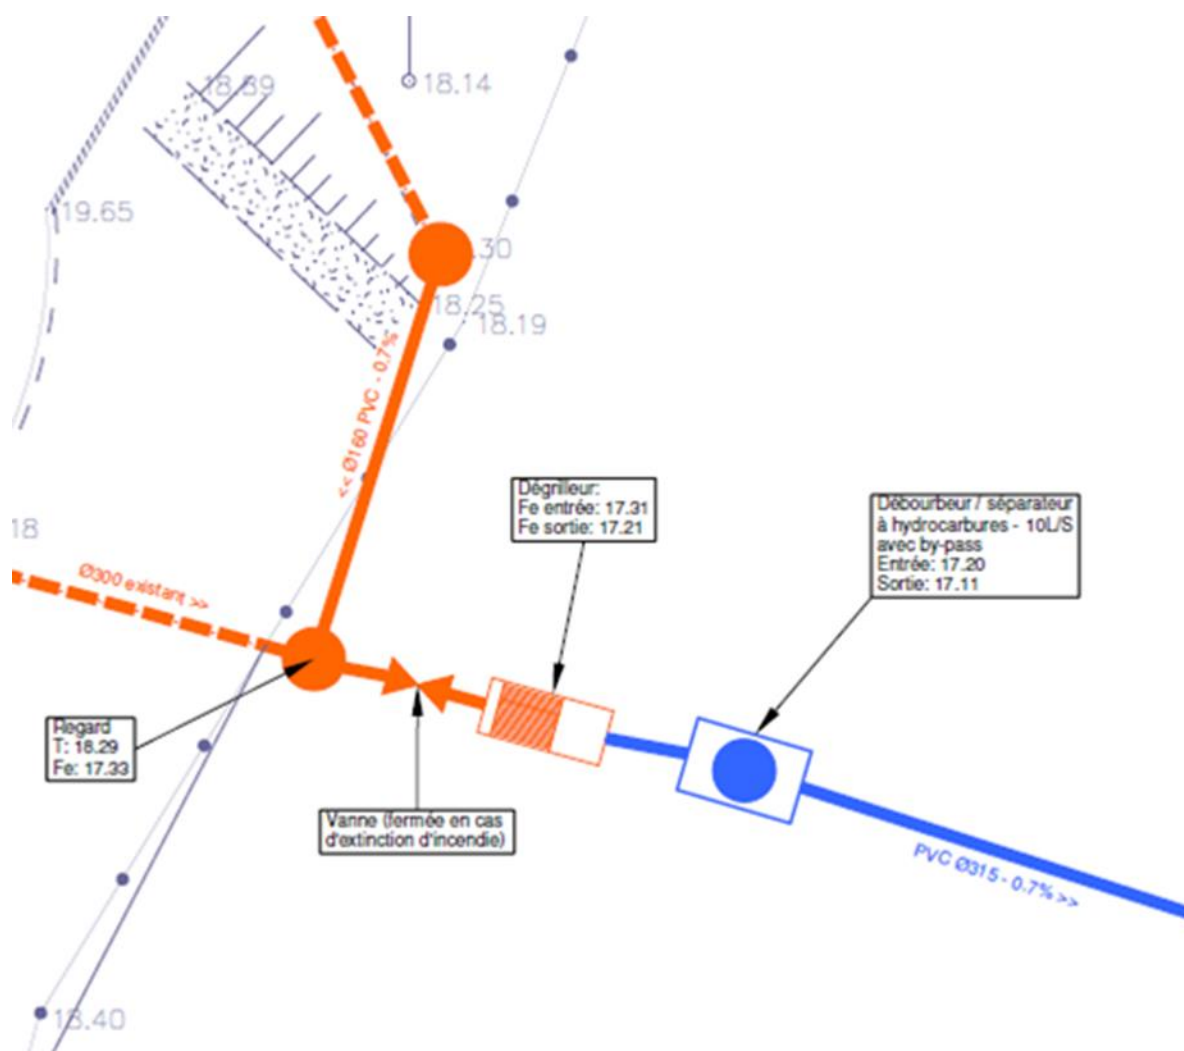 18.89
18.14
19.65
.30
18.25
18.19
<< Ø160 PVC - 0.7%
Dégrilleur:
Fe entrée: 17.31
Fe sortie: 17.21
Débourbeur / séparateur
à hydrocarbures - 10L/S
avec by-pass
Entrée: 17.20
Sortie: 17.11
18
Ø300 existant >>
Regard
T: 18.29
Fe: 17.33
Vanne (fermée en cas
d'extinction d'incendie)
PVC Ø315 - 0.7% >>
18.40